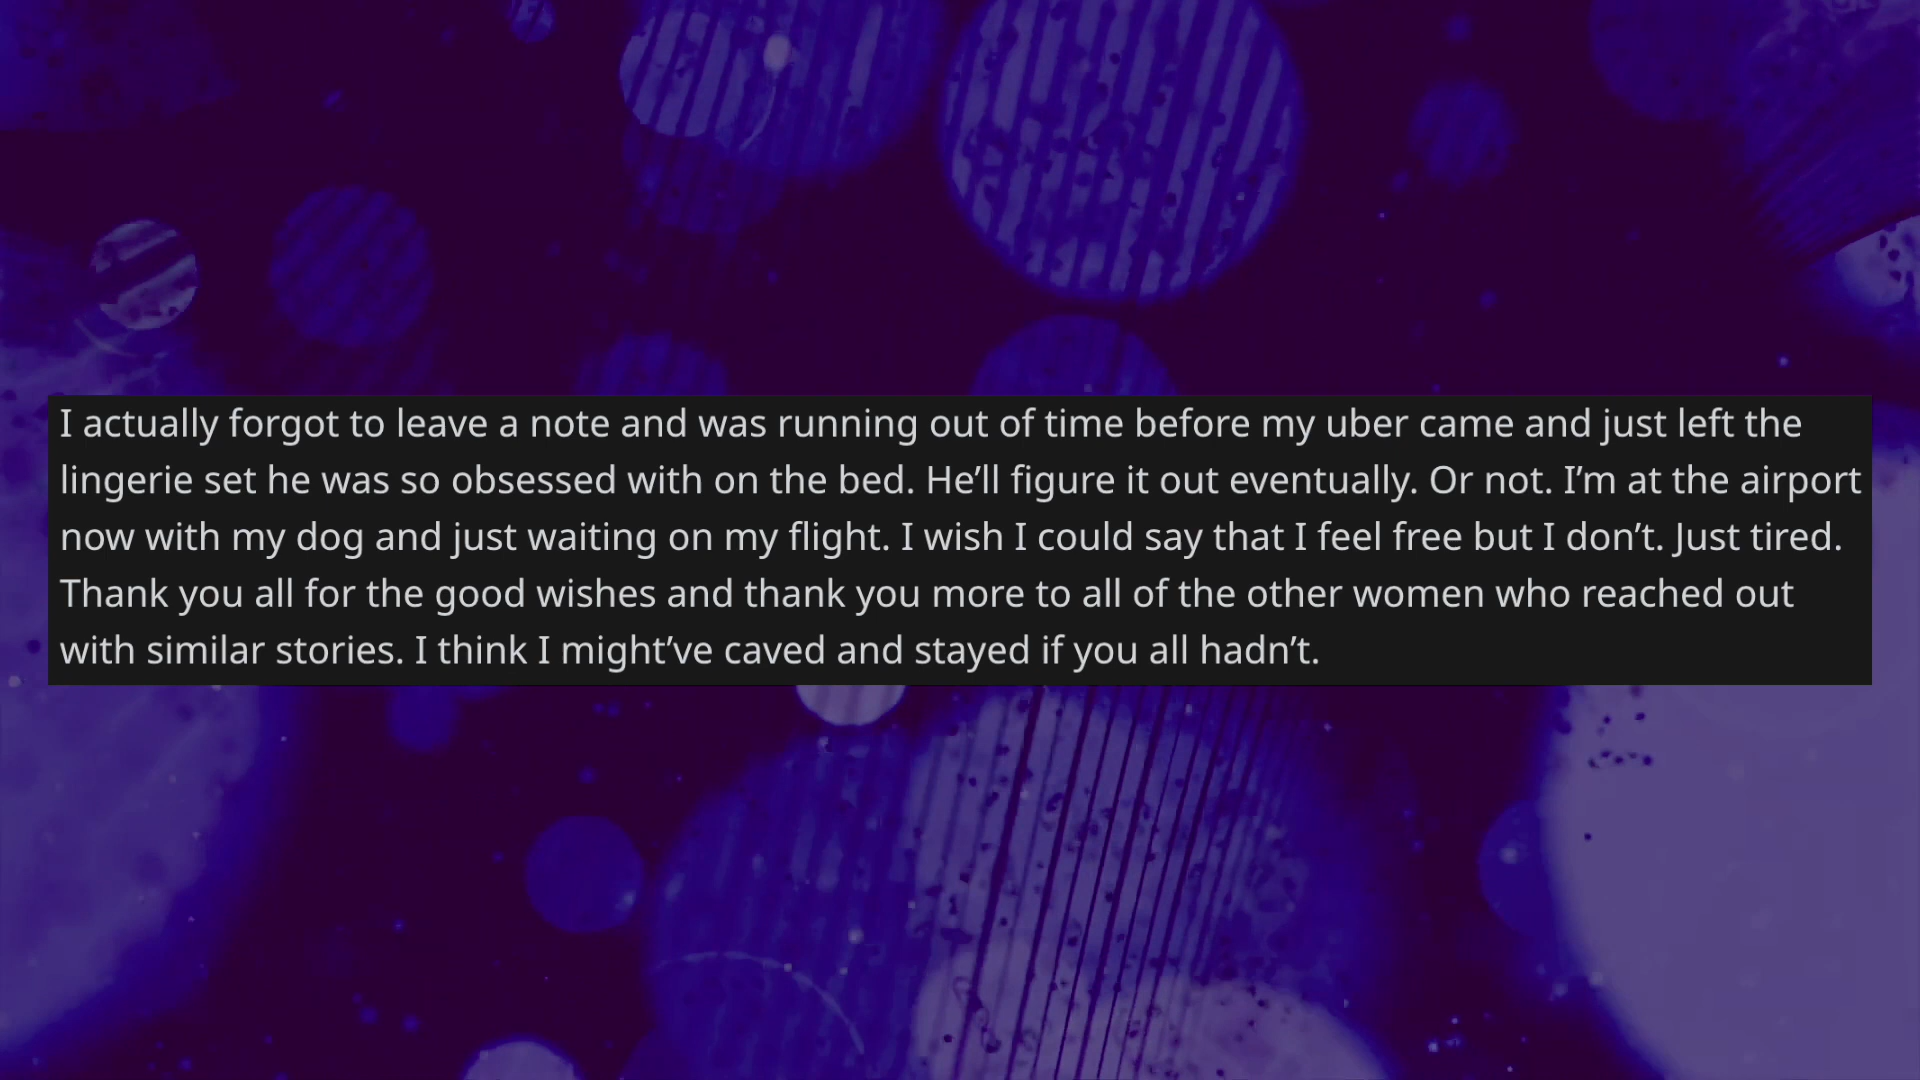 I actually forgot to leave a note and was running out of time before my uber came and just left the
lingerie set he was so obsessed with on the bed. He’ll figure it out eventually. Or not. I’m at the airport
now with my dog and just waiting on my flight. I wish I could say that I feel free but I don’t. Just tired.
Thank you all for the good wishes and thank you more to all of the other women who reached out
with similar stories. I think I might’ve caved and stayed if you all hadn’t.